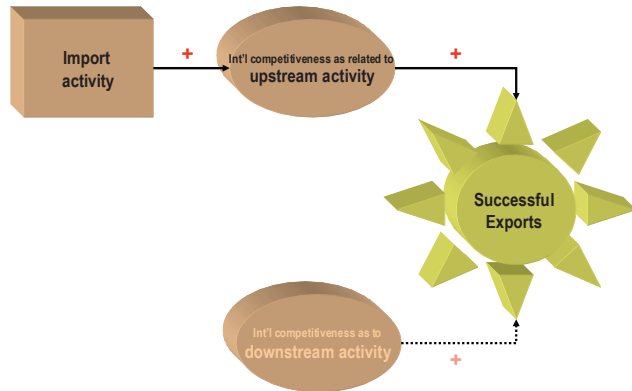 Import
activity
+
Int'l competitiveness as related to
upstream activity
+
Successful
Exports
Int'l competitiveness as to
downstream activity
+